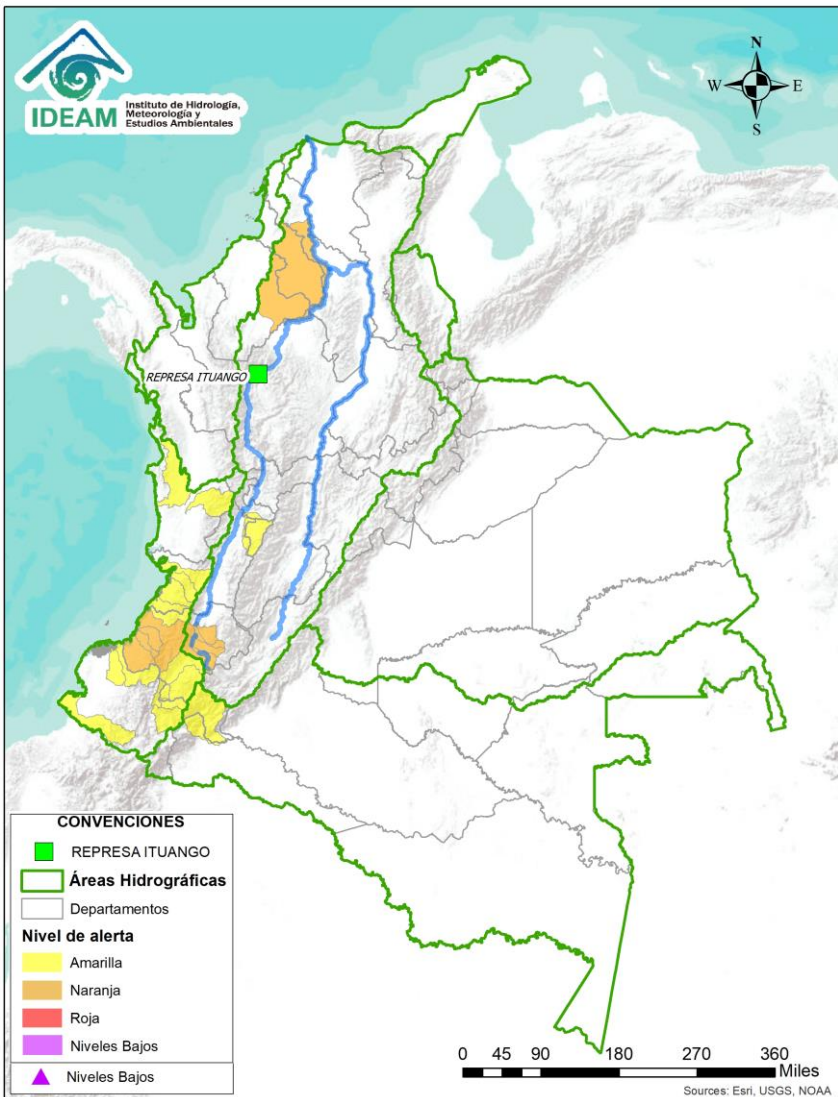 IDEAM
Instituto de Hidrología,
Meteorología y
Estudios Ambientales
N
W
E
S
REPRESA ITUANGO
CONVENCIONES
REPRESA ITUANGO
Áreas Hidrográficas
Departamentos
Nivel de alerta
Amarilla
Naranja
Roja
Niveles Bajos
Niveles Bajos
0 45 90 180 270 360
Miles
Sources: Esri, USGS, NOAA